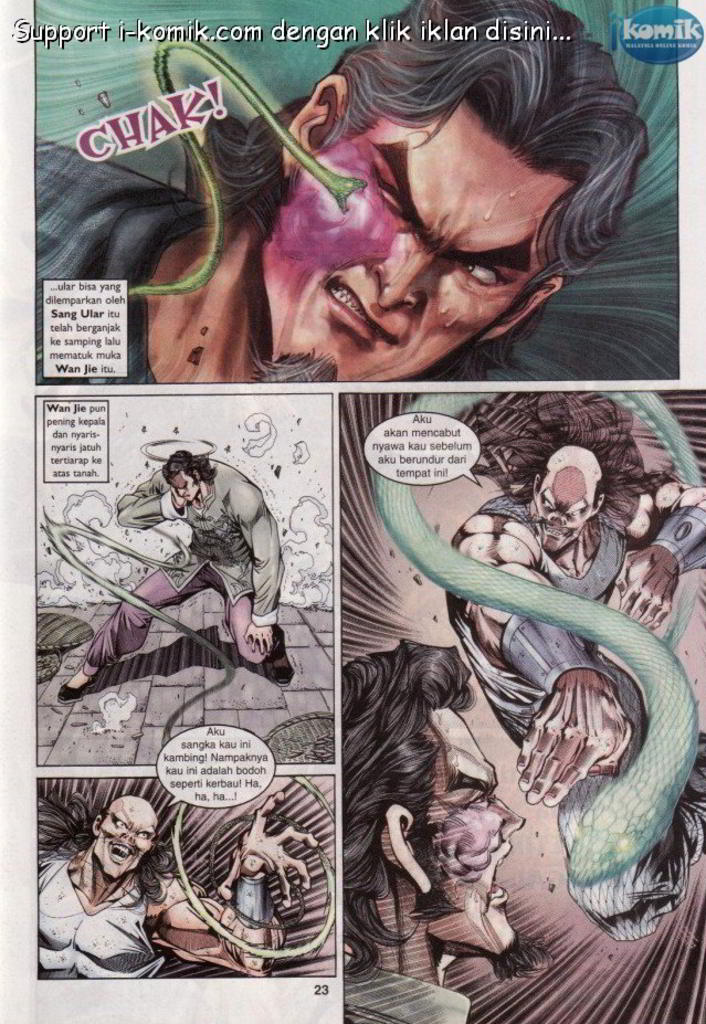 Support i-komik.com dengan klik iklan disini...
ikomik
MALAYSIA ONLINE KOMIK
CHAK!
...ular bisa yang
dilemparkan oleh
Sang Ular itu
telah berganjak
ke samping lalu
mematuk muka
Wan Jie itu.
Wan Jie pun
pening kepala
dan nyaris-
nyaris jatuh
tertiarap ke
atas tanah.
Aku
akan mencabut
nyawa kau sebelum
aku berundur dari
tempat ini!
Aku
sangka kau ini
kambing! Nampaknya
kau ini adalah bodoh
seperti kerbau! Ha,
ha, ha...!
23